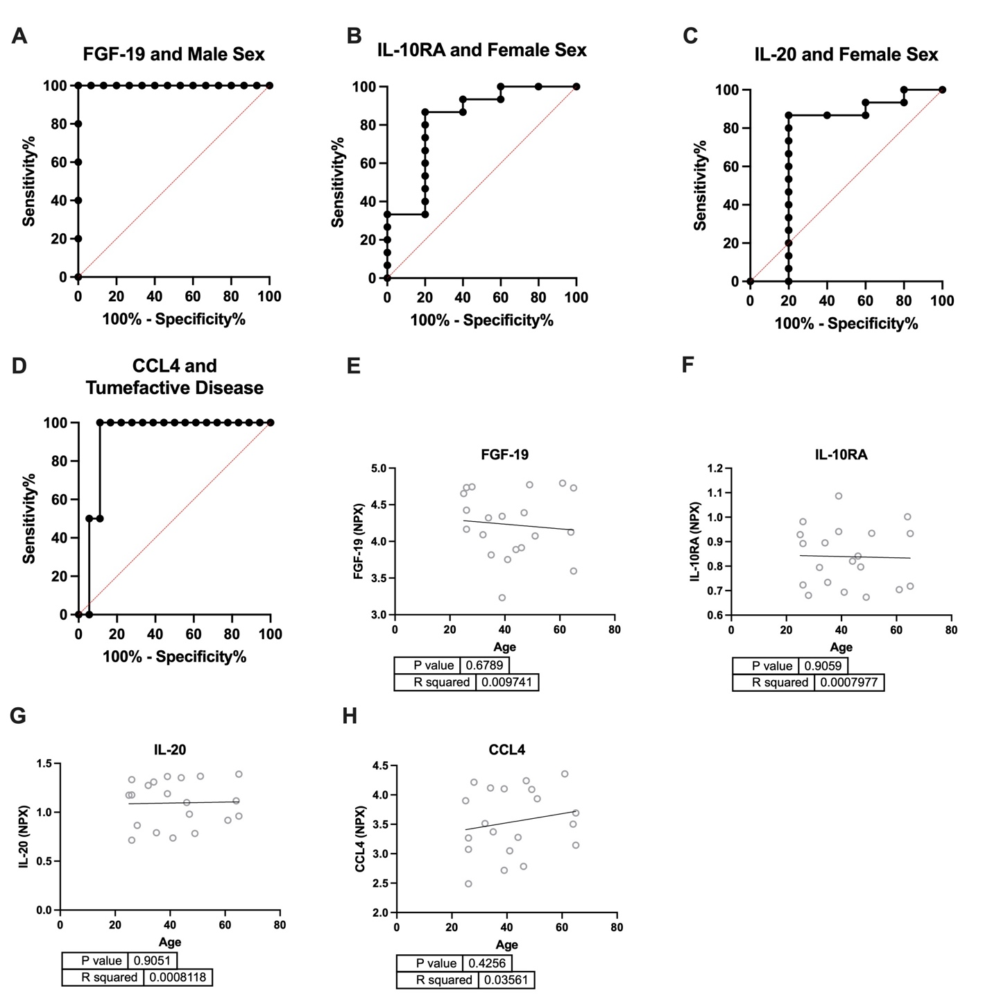 A
FGF-19 and Male Sex
100
80
60
40
20
0
Sensitivity%
0 20 40 60 80 100
100% - Specificity%
B
IL-10RA and Female Sex
100
80
60
40
20
0
Sensitivity%
0 20 40 60 80 100
100% - Specificity%
C
IL-20 and Female Sex
100
80
60
40
20
0
Sensitivity%
0 20 40 60 80 100
100% - Specificity%
D
CCL4 and
Tumefactive Disease
100
80
60
40
20
0
Sensitivity%
0 20 40 60 80 100
100% - Specificity%
E
FGF-19
5.0
4.5
4.0
3.5
3.0
FGF-19 (NPX)
0 20 40 60 80
Age
P value 0.6789
R squared 0.009741
F
IL-10RA
1.2
1.1
1.0
0.9
0.8
0.7
0.6
IL-10RA (NPX)
0 20 40 60 80
Age
P value 0.9059
R squared 0.0007977
G
IL-20
1.5
1.0
0.5
0.0
IL-20 (NPX)
0 20 40 60 80
Age
P value 0.9051
R squared 0.0008118
H
CCL4
4.5
4.0
3.5
3.0
2.5
2.0
CCL4 (NPX)
0 20 40 60 80
Age
P value 0.4256
R squared 0.03561